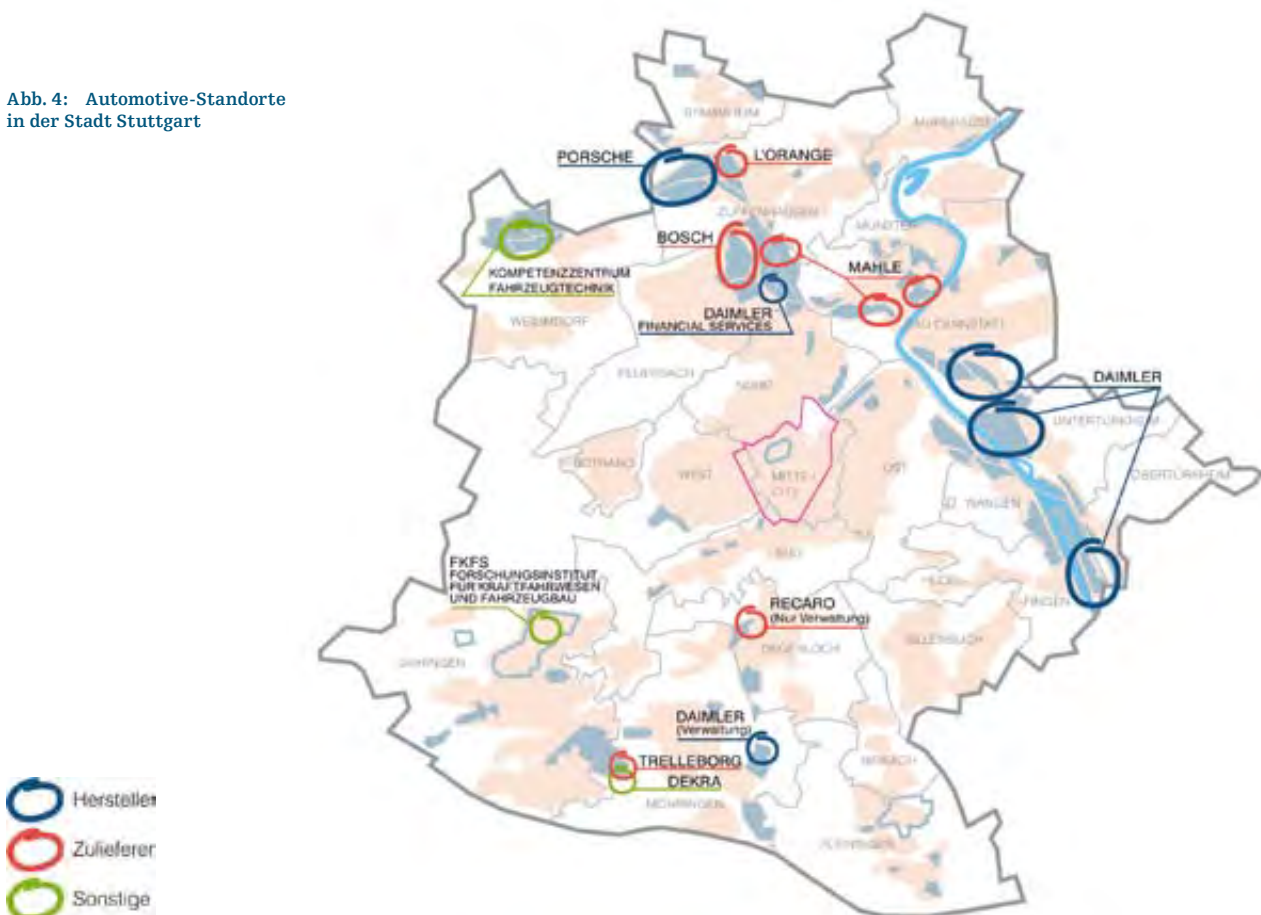 Abb. 4: Automotive-Standorte
in der Stadt Stuttgart
STAMMHEIM
MÜHLHAUSEN
PORSCHE
L'ORANGE
ZUFFENHAUSEN
MÜNSTER
BOSCH
MAHLE
KOMPETENZZENTRUM
FAHRZEUGTECHNIK
DAIMLER
FINANCIAL SERVICES
WEILIMDORF
BAD CANNSTATT
FEUERBACH
NORD
DAIMLER
UNTERTÜRKHEIM
BOTNANG
WEST
MITTE /
CITY
OST
OBERTÜRKHEIM
WANGEN
SÜD
FKFS
FORSCHUNGSINSTITUT
FÜR KRAFTFAHRWESEN
UND FAHRZEUGBAU
RECARO
(Nur Verwaltung)
DEGERLOCH
SILLENBUCH
VAIHINGEN
DAIMLER
(Verwaltung)
TRELLEBORG
DEKRA
BIRKACH
MÖHRINGEN
PLIENINGEN
Hersteller
Zulieferer
Sonstige